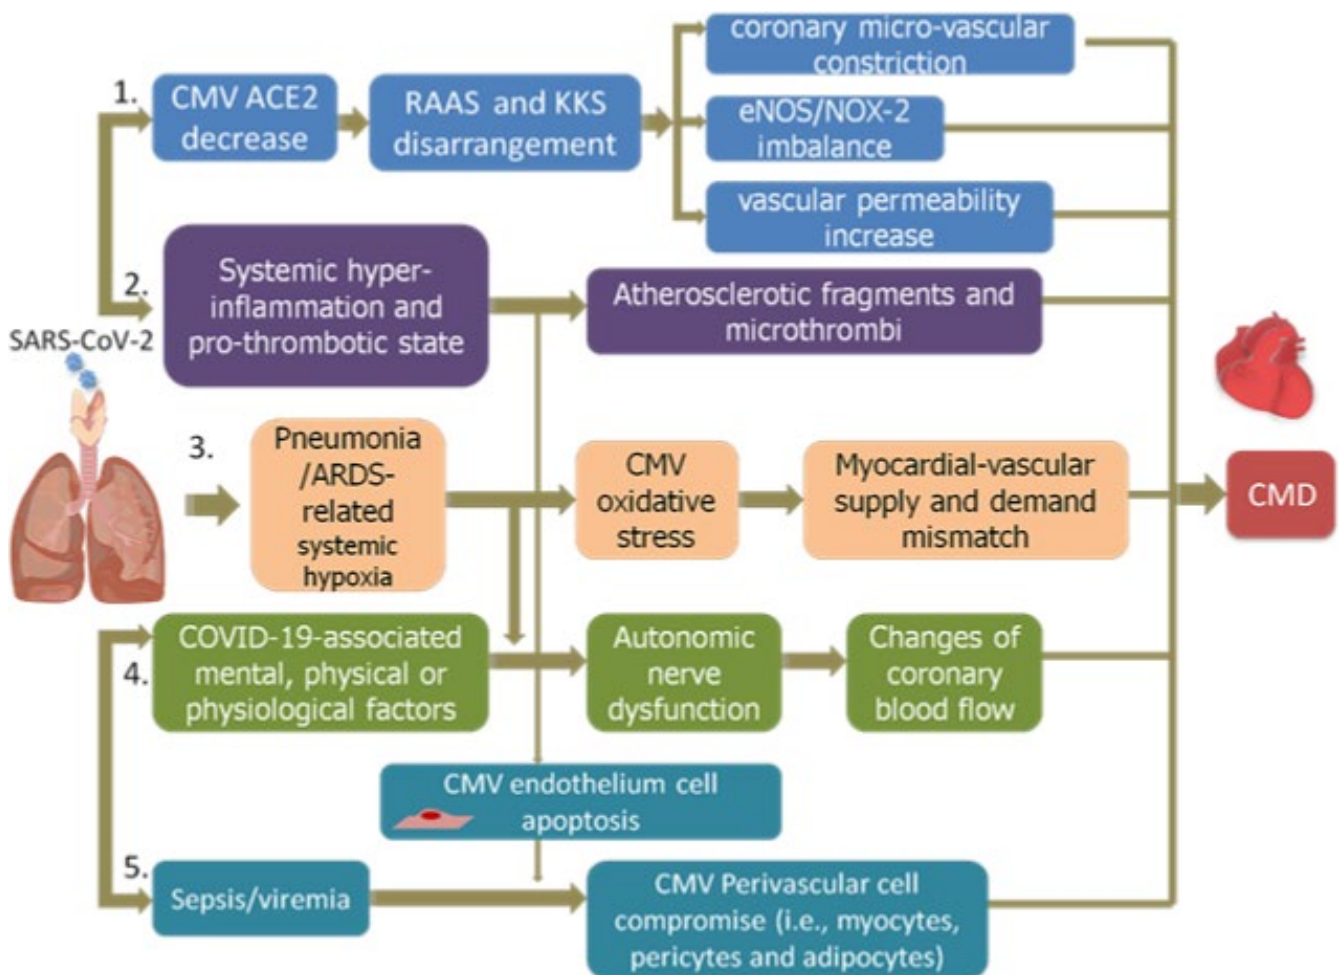 coronary micro-vascular
constriction
1.
CMV ACE2
decrease
RAAS and KKS
disarrangement
eNOS/NOX-2
imbalance
vascular permeability
increase
2.
Systemic hyper-
inflammation and
pro-thrombotic state
Atherosclerotic fragments and
microthrombi
SARS-CoV-2
3.
Pneumonia
/ARDS-
related
systemic
hypoxia
CMV
oxidative
stress
Myocardial-vascular
supply and demand
mismatch
CMD
4.
COVID-19-associated
mental, physical or
physiological factors
Autonomic
nerve
dysfunction
Changes of
coronary
blood flow
CMV endothelium cell
apoptosis
5.
Sepsis/viremia
CMV Perivascular cell
compromise (i.e., myocytes,
pericytes and adipocytes)